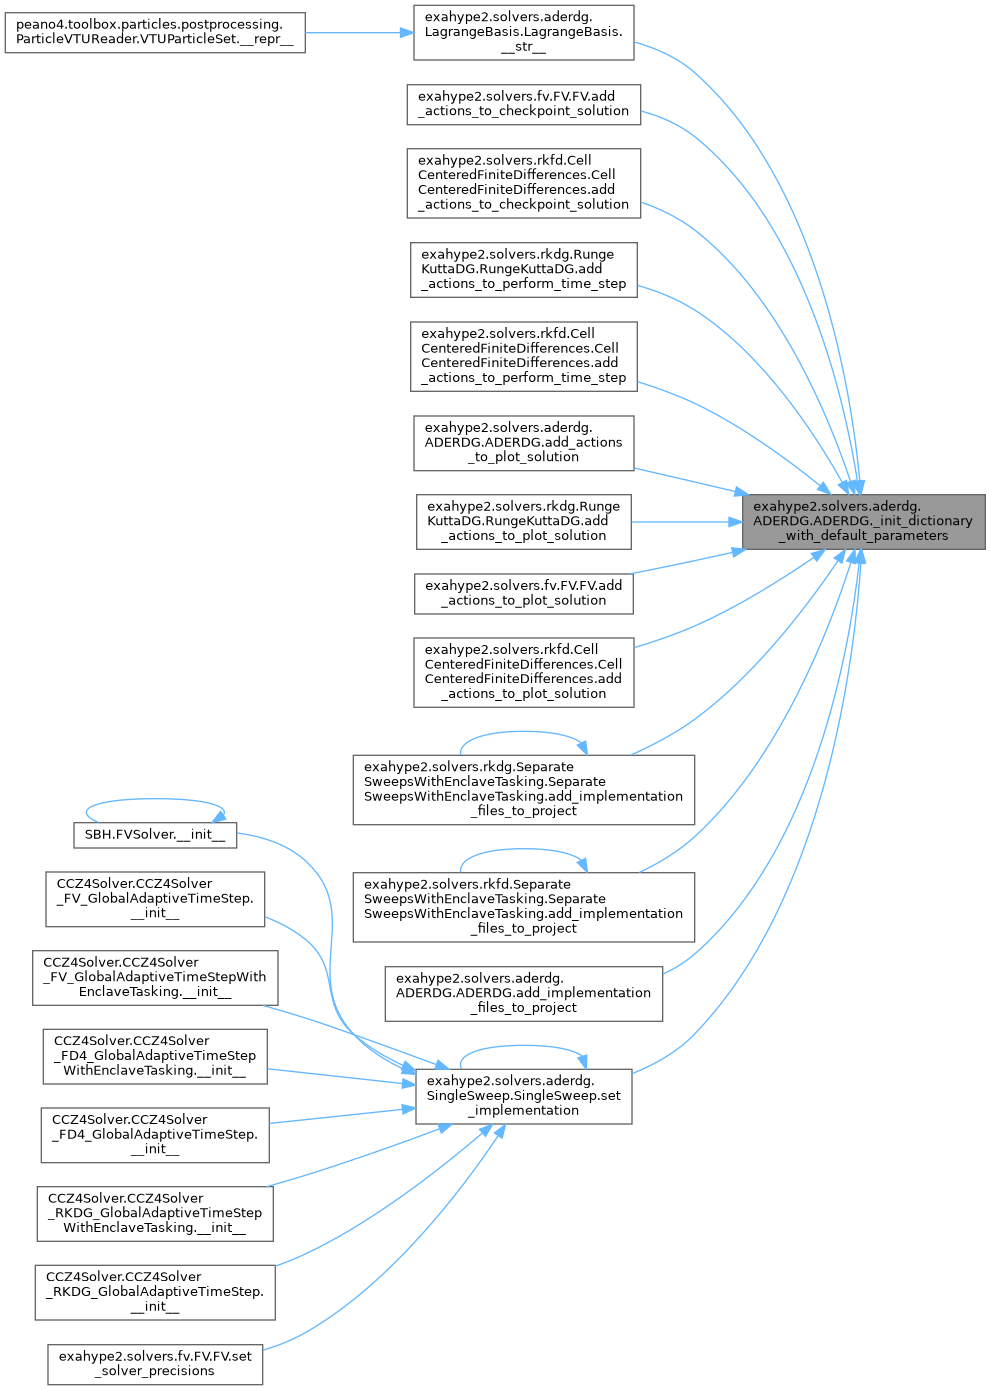 peano4.toolbox.particles.postprocessing.
ParticleVTUReader.VTUParticleSet.__repr__
exahype2.solvers.aderdg.
LagrangeBasis.LagrangeBasis.
__str__
exahype2.solvers.fv.FV.FV.add
_actions_to_checkpoint_solution
exahype2.solvers.rkfd.Cell
CenteredFiniteDifferences.Cell
CenteredFiniteDifferences.add
_actions_to_checkpoint_solution
exahype2.solvers.rkdg.Runge
KuttaDG.RungeKuttaDG.add
_actions_to_perform_time_step
exahype2.solvers.rkfd.Cell
CenteredFiniteDifferences.Cell
CenteredFiniteDifferences.add
_actions_to_perform_time_step
exahype2.solvers.aderdg.
ADERDG.ADERDG.add_actions
_to_plot_solution
exahype2.solvers.rkdg.Runge
KuttaDG.RungeKuttaDG.add
_actions_to_plot_solution
exahype2.solvers.aderdg.
ADERDG.ADERDG._init_dictionary
_with_default_parameters
exahype2.solvers.fv.FV.FV.add
_actions_to_plot_solution
exahype2.solvers.rkfd.Cell
CenteredFiniteDifferences.Cell
CenteredFiniteDifferences.add
_actions_to_plot_solution
exahype2.solvers.rkdg.Separate
SweepsWithEnclaveTasking.Separate
SweepsWithEnclaveTasking.add_implementation
_files_to_project
exahype2.solvers.rkfd.Separate
SweepsWithEnclaveTasking.Separate
SweepsWithEnclaveTasking.add_implementation
_files_to_project
exahype2.solvers.aderdg.
ADERDG.ADERDG.add_implementation
_files_to_project
exahype2.solvers.aderdg.
SingleSweep.SingleSweep.set
_implementation
SBH.FVSolver.__init__
CCZ4Solver.CCZ4Solver
_FV_GlobalAdaptiveTimeStep.
__init__
CCZ4Solver.CCZ4Solver
_FV_GlobalAdaptiveTimeStepWith
EnclaveTasking.__init__
CCZ4Solver.CCZ4Solver
_FD4_GlobalAdaptiveTimeStep
WithEnclaveTasking.__init__
CCZ4Solver.CCZ4Solver
_FD4_GlobalAdaptiveTimeStep.
__init__
CCZ4Solver.CCZ4Solver
_RKDG_GlobalAdaptiveTimeStep
WithEnclaveTasking.__init__
CCZ4Solver.CCZ4Solver
_RKDG_GlobalAdaptiveTimeStep.
__init__
exahype2.solvers.fv.FV.FV.set
_solver_precisions